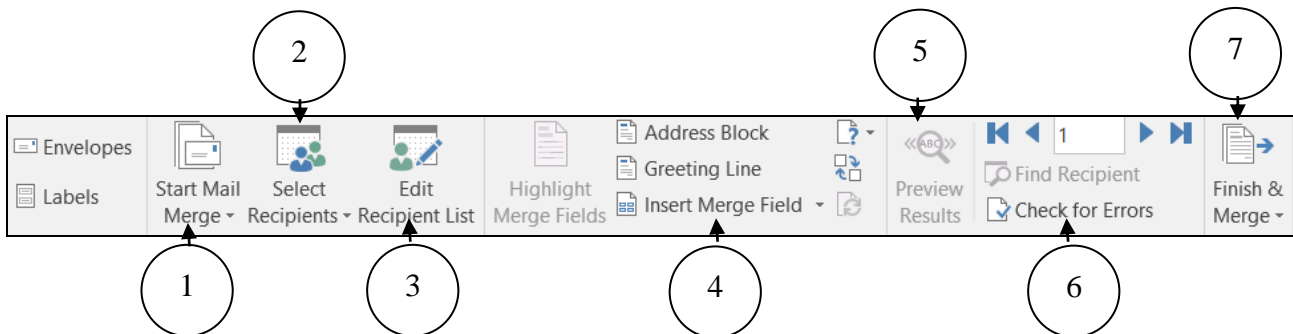 2
5
7
Envelopes
Labels
Start Mail
Merge
Select
Recipients
Edit
Recipient List
Highlight
Merge Fields
Address Block
Greeting Line
Insert Merge Field
?
«ABC»
Preview
Results
1
Find Recipient
Check for Errors
Finish &
Merge
1
3
4
6